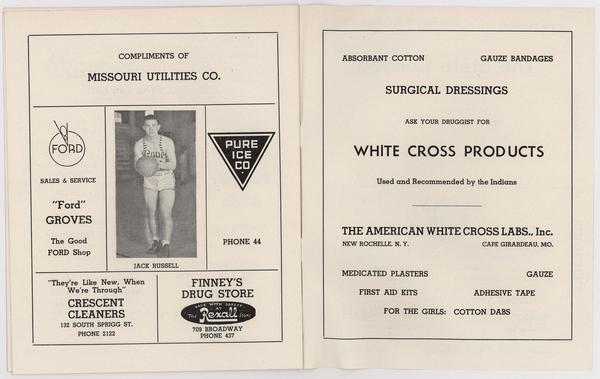 COMPLIMENTS OF
MISSOURI UTILITIES CO.
FORD
SALES & SERVICE
"Ford"
GROVES
The Good
FORD Shop
JACK RUSSELL
PURE
ICE
CO
PHONE 44
"They're Like New, When
We're Through"
CRESCENT
CLEANERS
132 SOUTH SPRIGG ST.
PHONE 2122
FINNEY'S
DRUG STORE
SAVE WITH SAFETY
AT
The Rexall Store
709 BROADWAY
PHONE 437
ABSORBANT COTTON GAUZE BANDAGES
SURGICAL DRESSINGS
ASK YOUR DRUGGIST FOR
WHITE CROSS PRODUCTS
Used and Recommended by the Indians
THE AMERICAN WHITE CROSS LABS., Inc.
NEW ROCHELLE, N. Y. CAPE GIRARDEAU, MO.
MEDICATED PLASTERS GAUZE
FIRST AID KITS ADHESIVE TAPE
FOR THE GIRLS: COTTON DABS